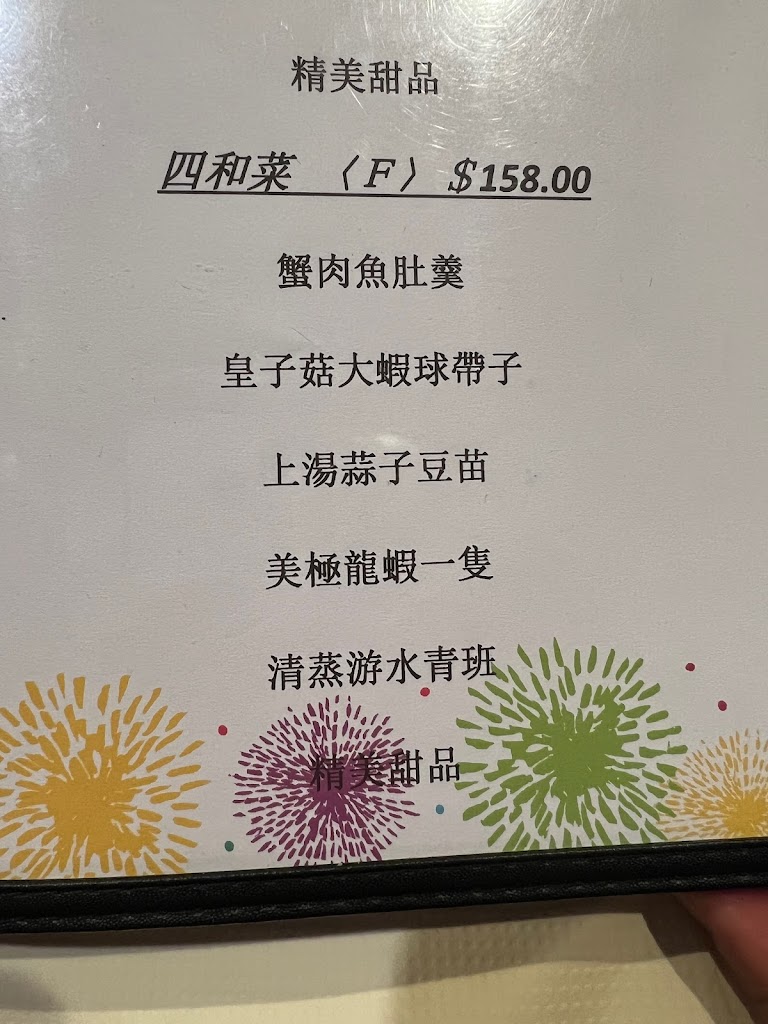 精美甜品
四和菜 〈F〉 $158.00
蟹肉魚肚羹
皇子菇大蝦球帶子
上湯蒜子豆苗
美極龍蝦一隻
清蒸游水青班
精美甜品